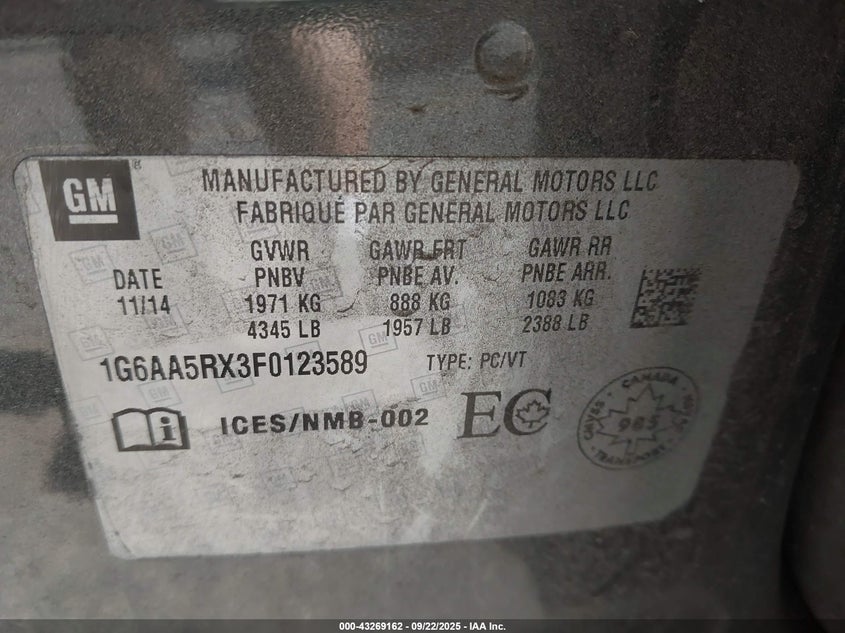 GM
MANUFACTURED BY GENERAL MOTORS LLC
FABRIQUÉ PAR GENERAL MOTORS LLC
GVWR GAWR FRT GAWR RR
DATE PNBV PNBE AV. PNBE ARR.
11/14 1971 KG 888 KG 1083 KG
4345 LB 1957 LB 2388 LB
1G6AA5RX3F0123589 TYPE: PC/VT
i ICES/NMB-002 EC
CANADA
TRANSPORT
000-43269162 - 09/22/2025 - IAA Inc.